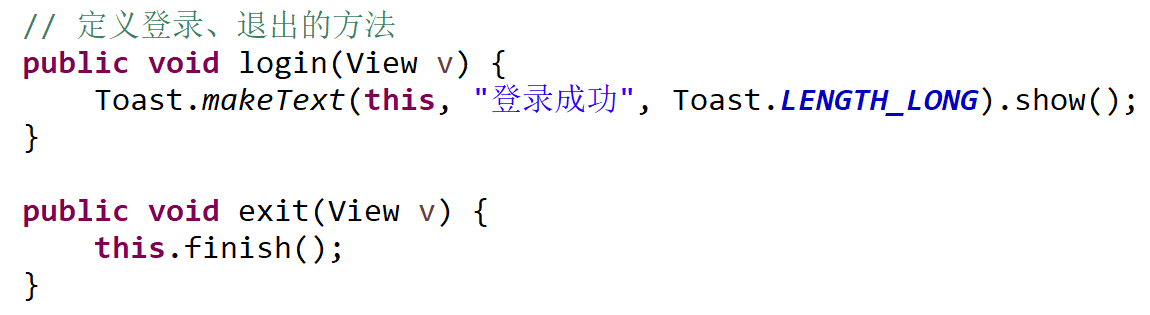 // 定义登录、退出的方法
public void login(View v) {
    Toast.makeText(this, "登录成功", Toast.LENGTH_LONG).show();
}

public void exit(View v) {
    this.finish();
}